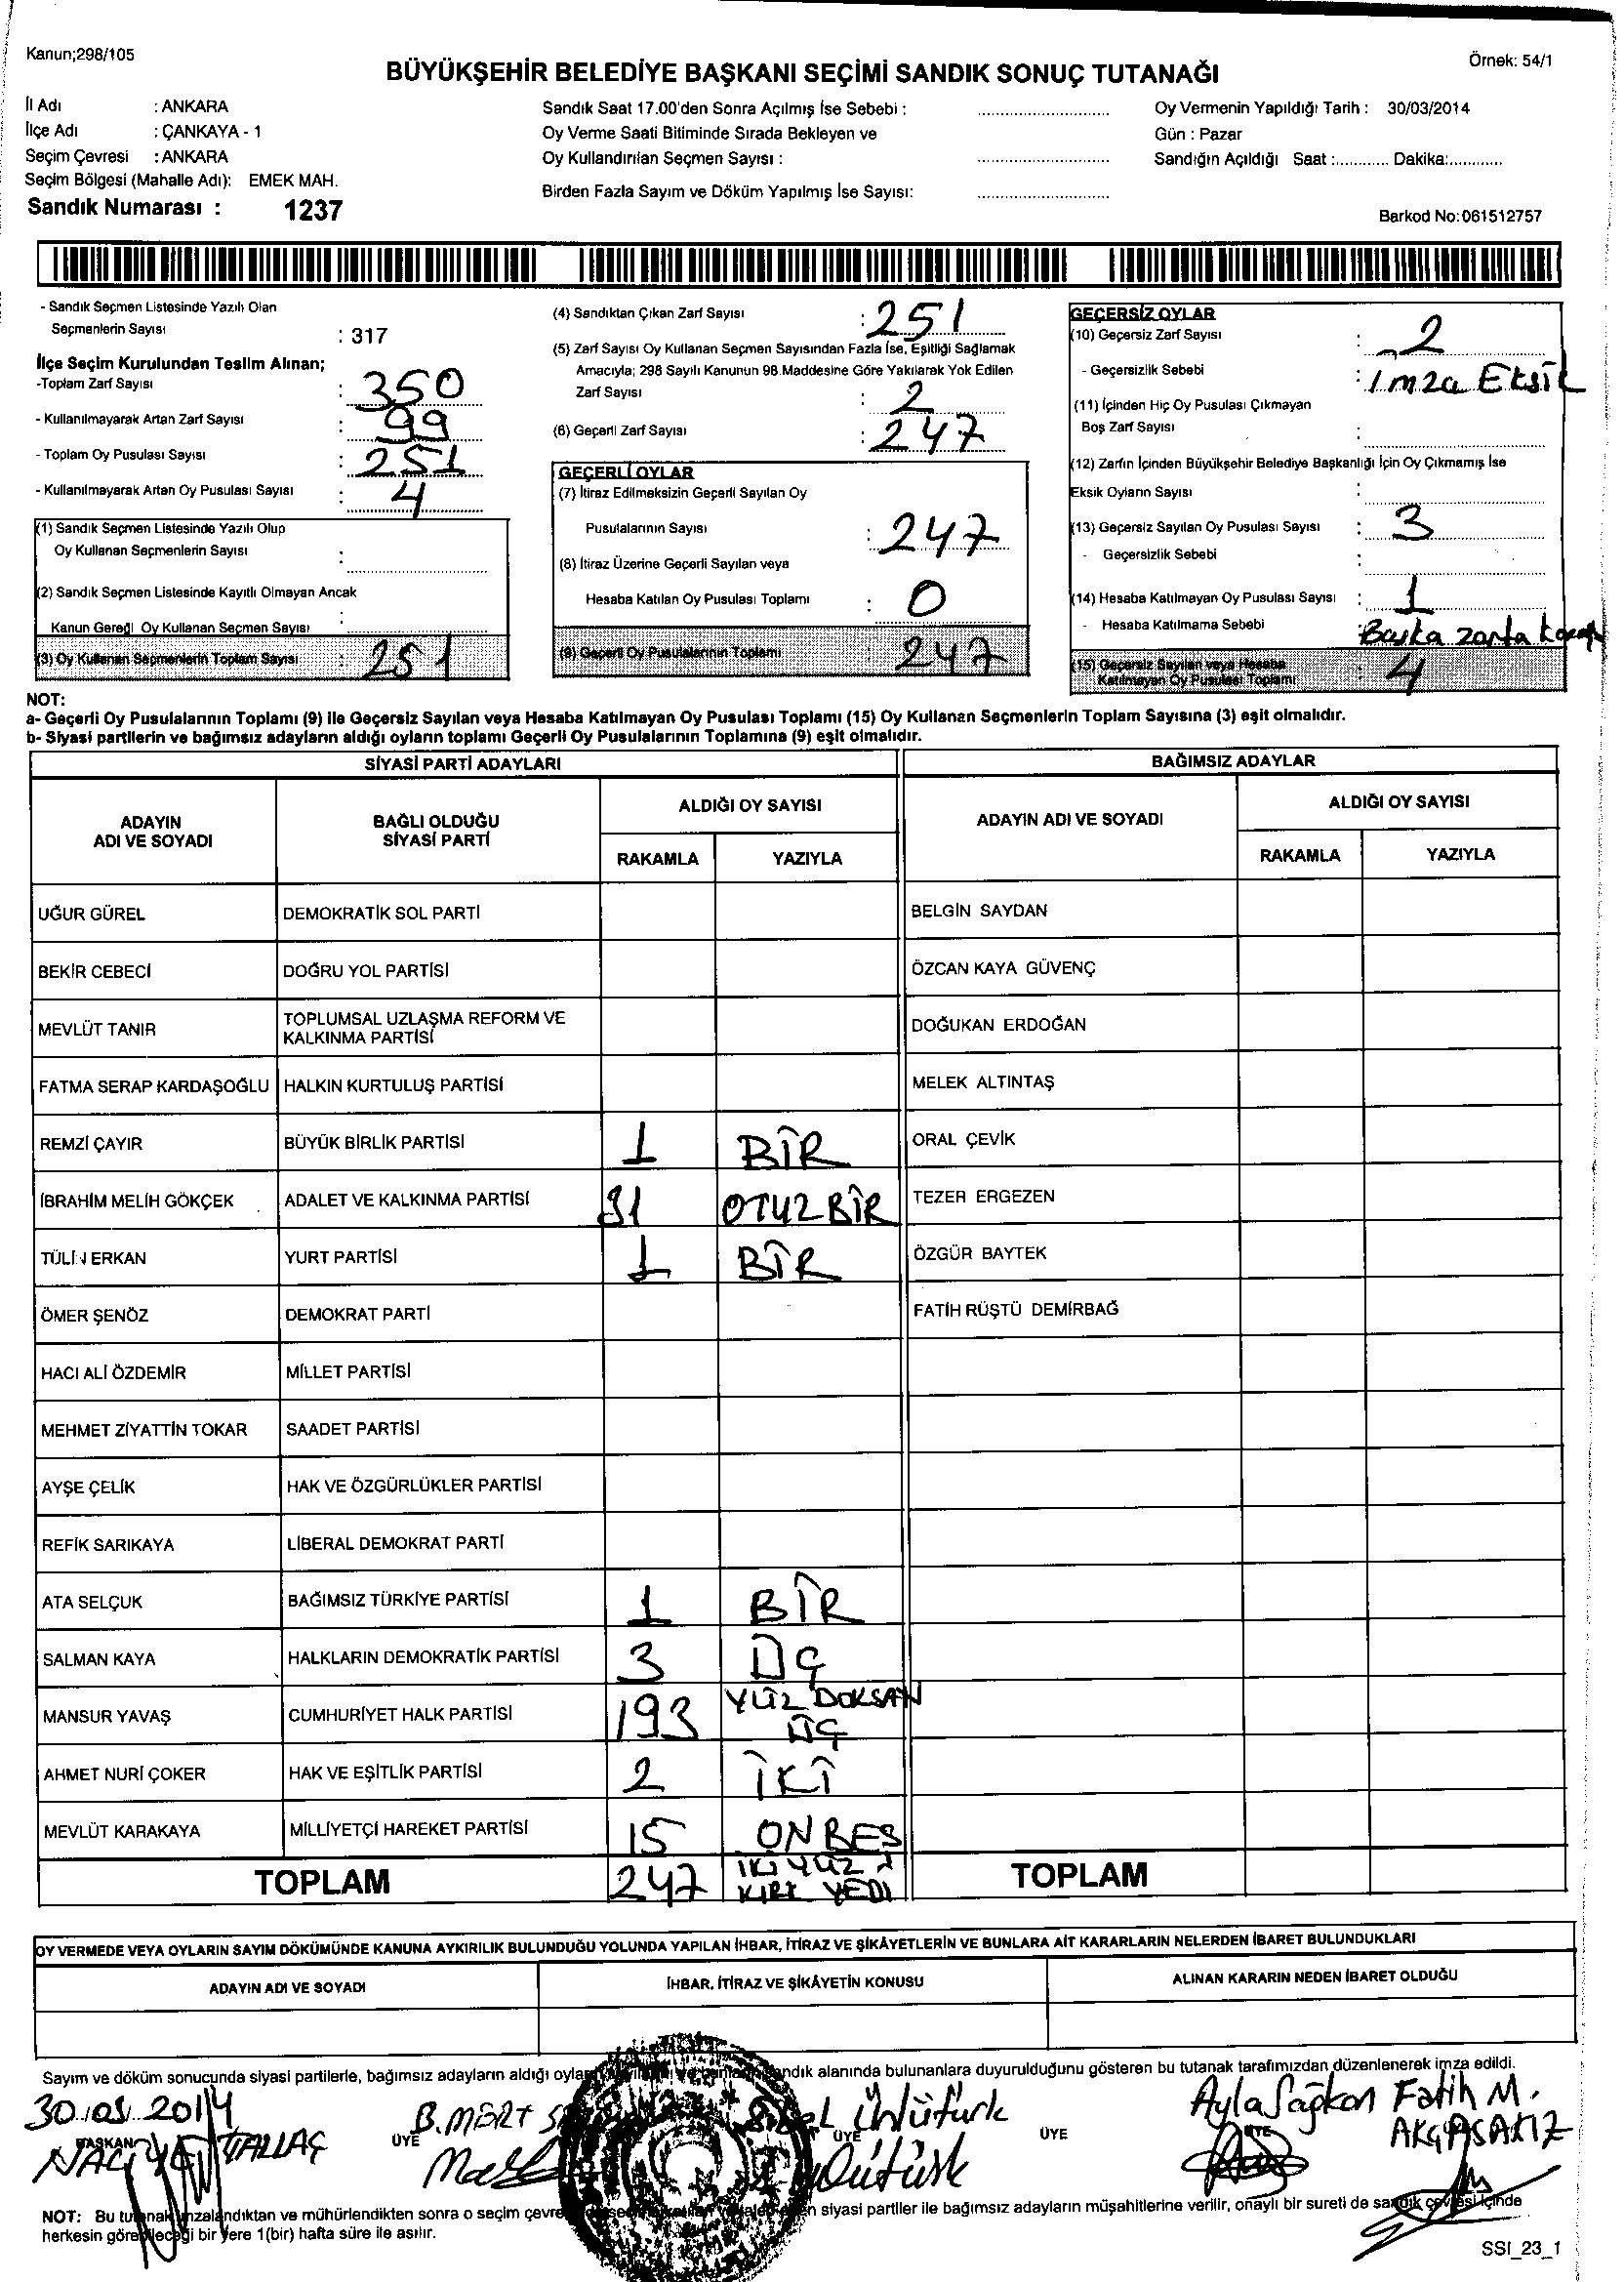 Kanun;298/105
Örnek: 54/1
BÜYÜKŞEHİR BELEDİYE BAŞKANI SEÇİMİ SANDIK SONUÇ TUTANAĞI
İl Adı : ANKARA
İlçe Adı : ÇANKAYA - 1
Seçim Çevresi : ANKARA
Seçim Bölgesi (Mahalle Adı): EMEK MAH.
Sandık Numarası : 1237
Sandık Saat 17.00'den Sonra Açılmış İse Sebebi :
Oy Verme Saati Bitiminde Sırada Bekleyen ve
Oy Kullandırılan Seçmen Sayısı :
Birden Fazla Sayım ve Döküm Yapılmış İse Sayısı:
Oy Vermenin Yapıldığı Tarih : 30/03/2014
Gün : Pazar
Sandığın Açıldığı Saat :............ Dakika:............
Barkod No:061512757
- Sandık Seçmen Listesinde Yazılı Olan
Seçmenlerin Sayısı : 317
İlçe Seçim Kurulundan Teslim Alınan;
-Toplam Zarf Sayısı : 350
- Kullanılmayarak Artan Zarf Sayısı : 99
- Toplam Oy Pusulası Sayısı : 251
- Kullanılmayarak Artan Oy Pusulası Sayısı : 4
(1) Sandık Seçmen Listesinde Yazılı Olup
Oy Kullanan Seçmenlerin Sayısı :
(2) Sandık Seçmen Listesinde Kayıtlı Olmayan Ancak
Kanun Gereği Oy Kullanan Seçmen Sayısı :
(3) Oy Kullanan Seçmenlerin Toplam Sayısı : 251
(4) Sandıktan Çıkan Zarf Sayısı : 251
(5) Zarf Sayısı Oy Kullanan Seçmen Sayısından Fazla İse, Eşitliği Sağlamak
Amacıyla; 298 Sayılı Kanunun 98.Maddesine Göre Yakılarak Yok Edilen
Zarf Sayısı : 2
(6) Geçerli Zarf Sayısı : 247
GEÇERLİ OYLAR
(7) İtiraz Edilmeksizin Geçerli Sayılan Oy
Pusulalarının Sayısı : 247
(8) İtiraz Üzerine Geçerli Sayılan veya
Hesaba Katılan Oy Pusulası Toplamı : 0
(9) Geçerli Oy Pusulalarının Toplamı : 247
GEÇERSİZ OYLAR
(10) Geçersiz Zarf Sayısı : 2
- Geçersizlik Sebebi : İmza Eksik
(11) İçinden Hiç Oy Pusulası Çıkmayan
Boş Zarf Sayısı :
(12) Zarfın İçinden Büyükşehir Belediye Başkanlığı İçin Oy Çıkmamış İse
Eksik Oyların Sayısı :
(13) Geçersiz Sayılan Oy Pusulası Sayısı : 3
- Geçersizlik Sebebi :
(14) Hesaba Katılmayan Oy Pusulası Sayısı : 1
- Hesaba Katılmama Sebebi : Başka zarfa
(15) Geçersiz Sayılan veya Hesaba
Katılmayan Oy Pusulası Toplamı : 4
NOT:
a- Geçerli Oy Pusulalarının Toplamı (9) ile Geçersiz Sayılan veya Hesaba Katılmayan Oy Pusulası Toplamı (15) Oy Kullanan Seçmenlerin Toplam Sayısına (3) eşit olmalıdır.
b- Siyasi partilerin ve bağımsız adayların aldığı oyların toplamı Geçerli Oy Pusulalarının Toplamına (9) eşit olmalıdır.
SİYASİ PARTİ ADAYLARI
ADAYIN ADI VE SOYADI BAĞLI OLDUĞU SİYASİ PARTİ ALDIĞI OY SAYISI
RAKAMLA YAZIYLA
UĞUR GÜREL DEMOKRATİK SOL PARTİ
BEKİR CEBECİ DOĞRU YOL PARTİSİ
MEVLÜT TANIR TOPLUMSAL UZLAŞMA REFORM VE KALKINMA PARTİSİ
FATMA SERAP KARDAŞOĞLU HALKIN KURTULUŞ PARTİSİ
REMZİ ÇAYIR BÜYÜK BİRLİK PARTİSİ 1 BİR
İBRAHİM MELİH GÖKÇEK ADALET VE KALKINMA PARTİSİ 31 OTUZBİR
TÜLİN ERKAN YURT PARTİSİ 1 BİR
ÖMER ŞENÖZ DEMOKRAT PARTİ
HACI ALİ ÖZDEMİR MİLLET PARTİSİ
MEHMET ZİYATTİN TOKAR SAADET PARTİSİ
AYŞE ÇELİK HAK VE ÖZGÜRLÜKLER PARTİSİ
REFİK SARIKAYA LİBERAL DEMOKRAT PARTİ
ATA SELÇUK BAĞIMSIZ TÜRKİYE PARTİSİ 1 BİR
SALMAN KAYA HALKLARIN DEMOKRATİK PARTİSİ 3 ÜÇ
MANSUR YAVAŞ CUMHURİYET HALK PARTİSİ 193 YÜZ DOKSAN ÜÇ
AHMET NURİ ÇOKER HAK VE EŞİTLİK PARTİSİ 2 İKİ
MEVLÜT KARAKAYA MİLLİYETÇİ HAREKET PARTİSİ 15 ONBEŞ
TOPLAM 247 İKİ YÜZ KIRK YEDİ
BAĞIMSIZ ADAYLAR
ADAYIN ADI VE SOYADI ALDIĞI OY SAYISI
RAKAMLA YAZIYLA
BELGİN SAYDAN
ÖZCAN KAYA GÜVENÇ
DOĞUKAN ERDOĞAN
MELEK ALTINTAŞ
ORAL ÇEVİK
TEZER ERGEZEN
ÖZGÜR BAYTEK
FATİH RÜŞTÜ DEMİRBAĞ
TOPLAM
OY VERMEDE VEYA OYLARIN SAYIM DÖKÜMÜNDE KANUNA AYKIRILIK BULUNDUĞU YOLUNDA YAPILAN İHBAR, İTİRAZ VE ŞİKÂYETLERİN VE BUNLARA AİT KARARLARIN NELERDEN İBARET BULUNDUKLARI
ADAYIN ADI VE SOYADI İHBAR, İTİRAZ VE ŞİKÂYETİN KONUSU ALINAN KARARIN NEDEN İBARET OLDUĞU
Sayım ve döküm sonucunda siyasi partilerle, bağımsız adayların aldığı sandık alanında bulunanlara duyurulduğunu gösteren bu tutanak tarafımızdan düzenlenerek imza edildi.
30.03.2014 B.MERT Ünlütürk Ayla Sağkan Fatih M.
BAŞKAN ÜYE ÜYE ÜYE ÜYE AKÇASAKIZ
NOT: Bu tutanak imzalandıktan ve mühürlendikten sonra o seçim siyasi partiler ile bağımsız adayların müşahitlerine verilir, onaylı bir sureti de sandık çevresi içinde
herkesin görebileceği bir yere 1(bir) hafta süre ile asılır.
SSI_23_1